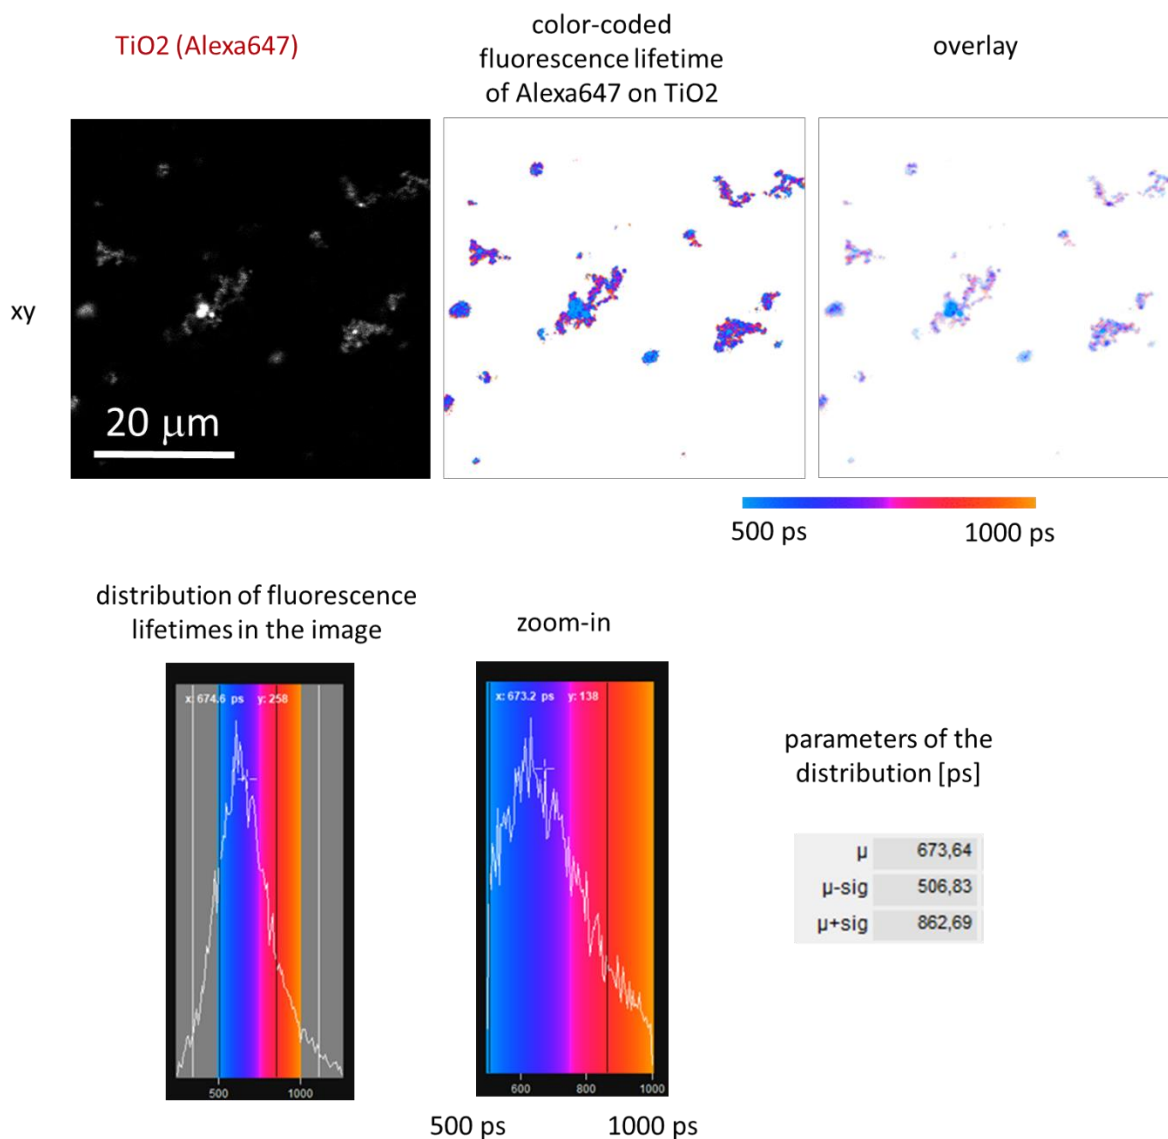 TiO2 (Alexa647)
color-coded
fluorescence lifetime
of Alexa647 on TiO2
overlay
xy
20 μm
500 ps
1000 ps
distribution of fluorescence
lifetimes in the image
zoom-in
x: 674.6 ps y: 258
x: 673.2 ps y: 138
parameters of the
distribution [ps]
μ 673,64
μ-sig 506,83
μ+sig 862,69
500 1000
600 800 1000
500 ps 1000 ps